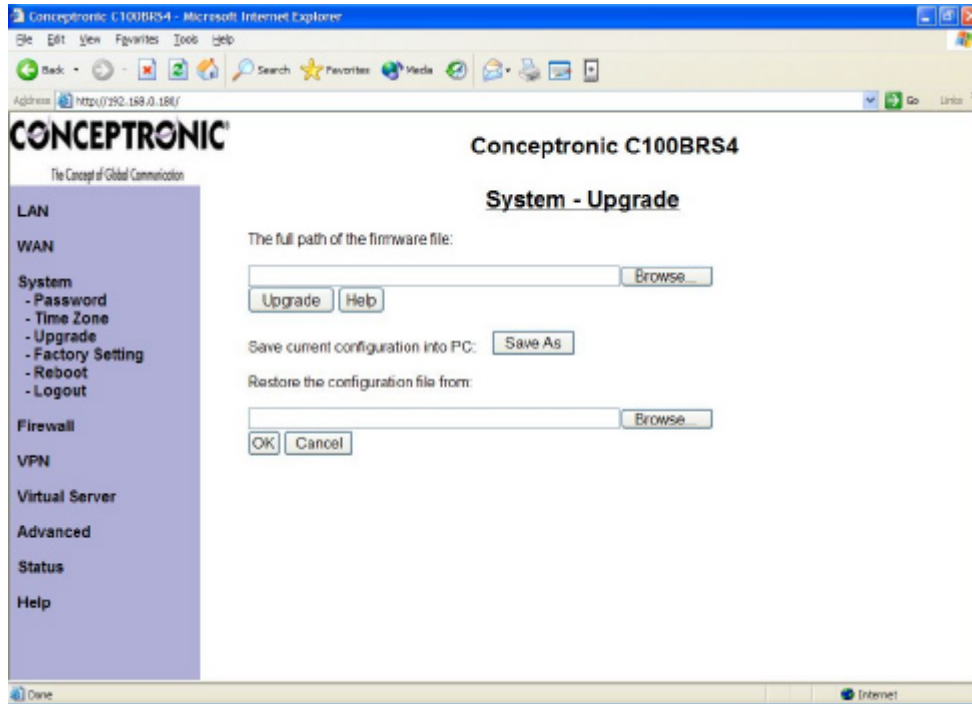 Conceptronic C100BRS4 - Microsoft Internet Explorer
File Edit View Favorites Tools Help
Back Search Favorites Media
Address http://192.168.0.180/ Go Links
CONCEPTRONIC®
The Concept of Global Communication
Conceptronic C100BRS4
System - Upgrade
LAN
WAN
System
- Password
- Time Zone
- Upgrade
- Factory Setting
- Reboot
- Logout
Firewall
VPN
Virtual Server
Advanced
Status
Help
The full path of the firmware file:
Browse...
Upgrade Help
Save current configuration into PC: Save As
Restore the configuration file from:
Browse...
OK Cancel
Done Internet